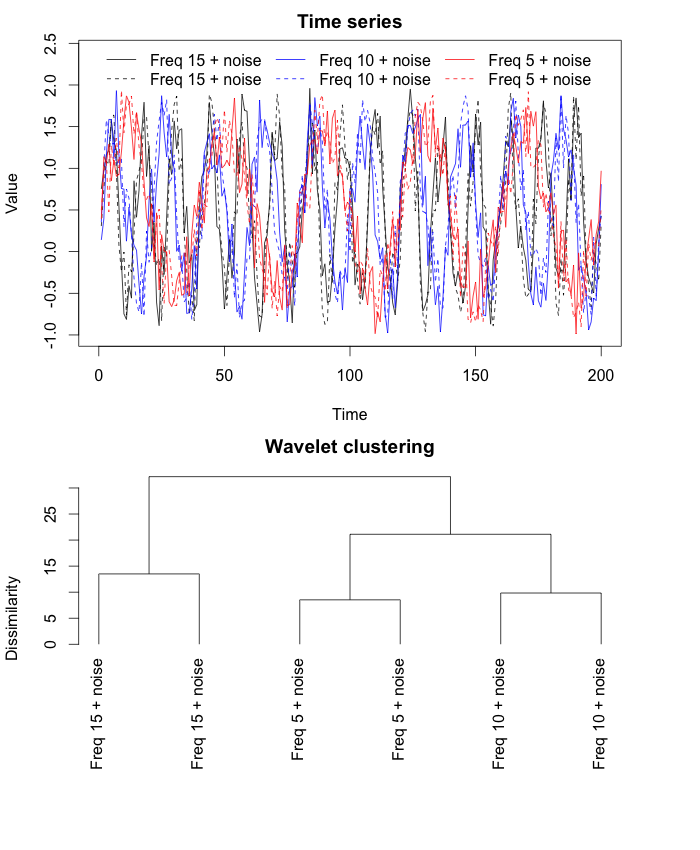 Time series
Freq 15 + noise Freq 10 + noise Freq 5 + noise
Freq 15 + noise Freq 10 + noise Freq 5 + noise
Value
2.5
2.0
1.5
1.0
0.5
0.0
-0.5
-1.0
0 50 100 150 200
Time
Wavelet clustering
Dissimilarity
25
15
5
0
Freq 15 + noise
Freq 15 + noise
Freq 5 + noise
Freq 5 + noise
Freq 10 + noise
Freq 10 + noise